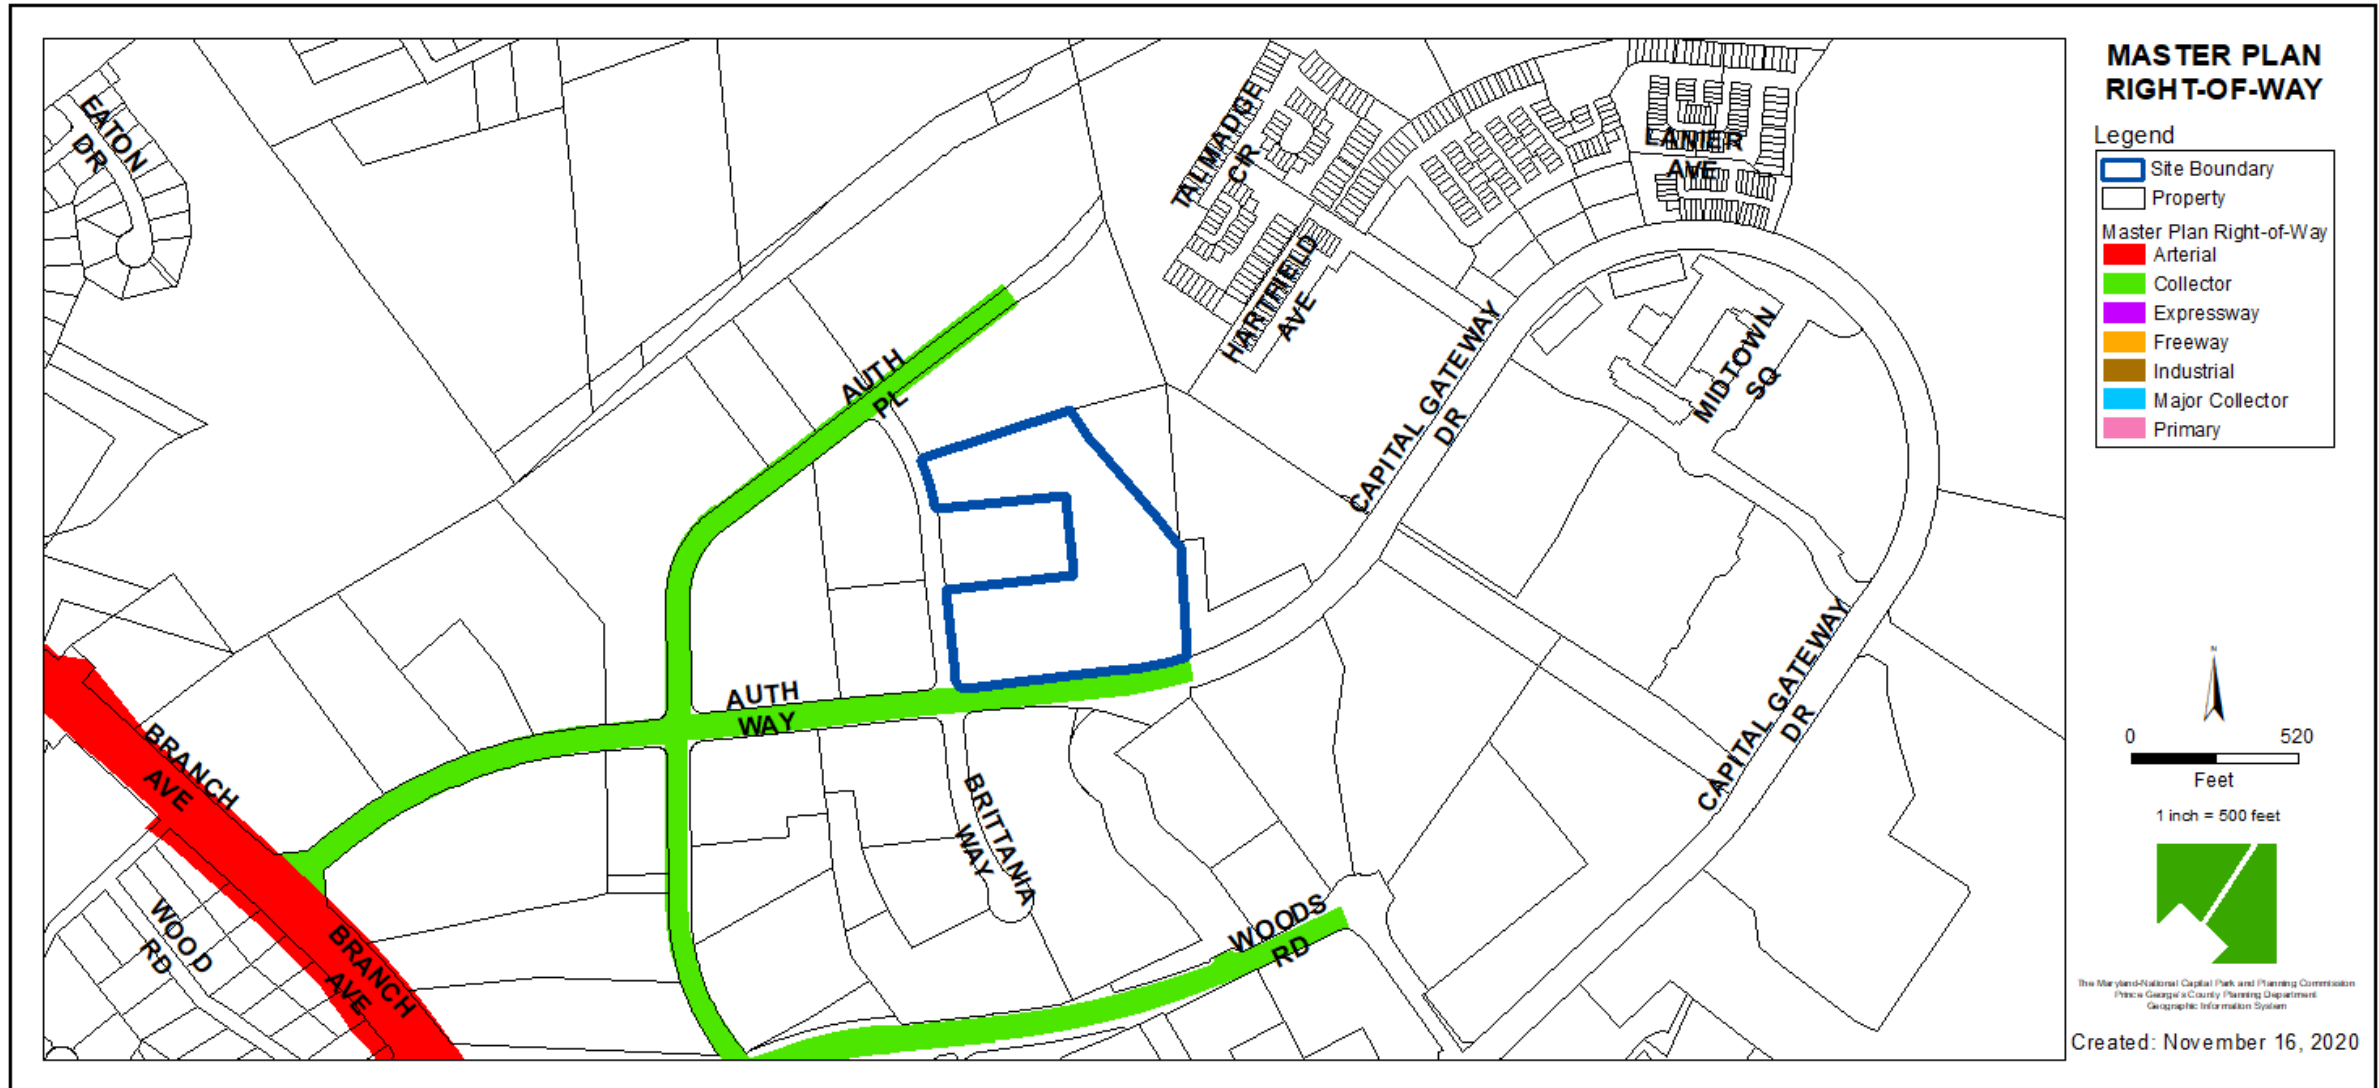 MASTER PLAN
RIGHT-OF-WAY
Legend
Site Boundary
Property
Master Plan Right-of-Way
Arterial
Collector
Expressway
Freeway
Industrial
Major Collector
Primary
EATON
DR
TALMADGE
CIR
LANIER
AVE
HARTFIELD
AVE
MIDTOWN
SQ
CAPITAL GATEWAY
DR
AUTH
PL
AUTH
WAY
CAPITAL GATEWAY
DR
BRANCH
AVE
BRITTANIA
WAY
WOOD
RD
BRANCH
AVE
WOODS
RD
N
0 520
Feet
1 inch = 500 feet
The Maryland-National Capital Park and Planning Commission
Prince George's County Planning Department
Geographic Information System
Created: November 16, 2020